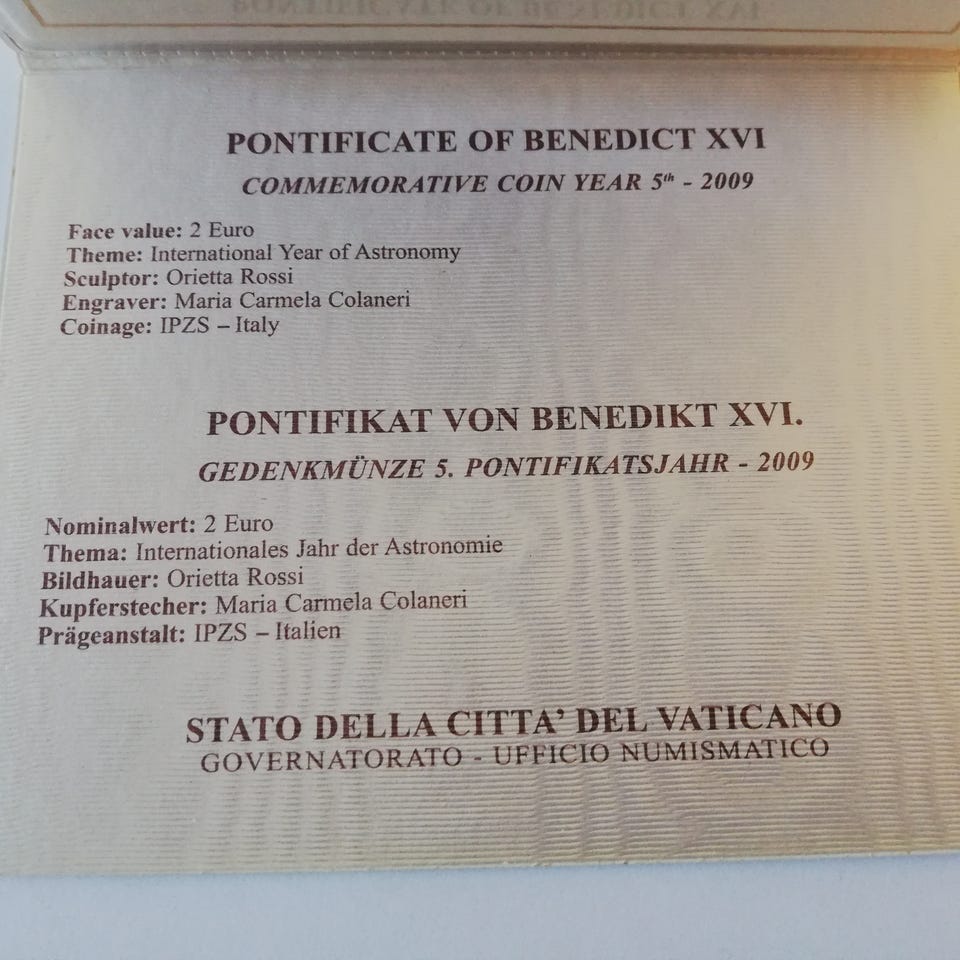 PONTIFICATE OF BENEDICT XVI
COMMEMORATIVE COIN YEAR 5th - 2009
Face value: 2 Euro
Theme: International Year of Astronomy
Sculptor: Orietta Rossi
Engraver: Maria Carmela Colaneri
Coinage: IPZS – Italy
PONTIFIKAT VON BENEDIKT XVI.
GEDENKMÜNZE 5. PONTIFIKATSJAHR - 2009
Nominalwert: 2 Euro
Thema: Internationales Jahr der Astronomie
Bildhauer: Orietta Rossi
Kupferstecher: Maria Carmela Colaneri
Prägeanstalt: IPZS – Italien
STATO DELLA CITTA’ DEL VATICANO
GOVERNATORATO - UFFICIO NUMISMATICO